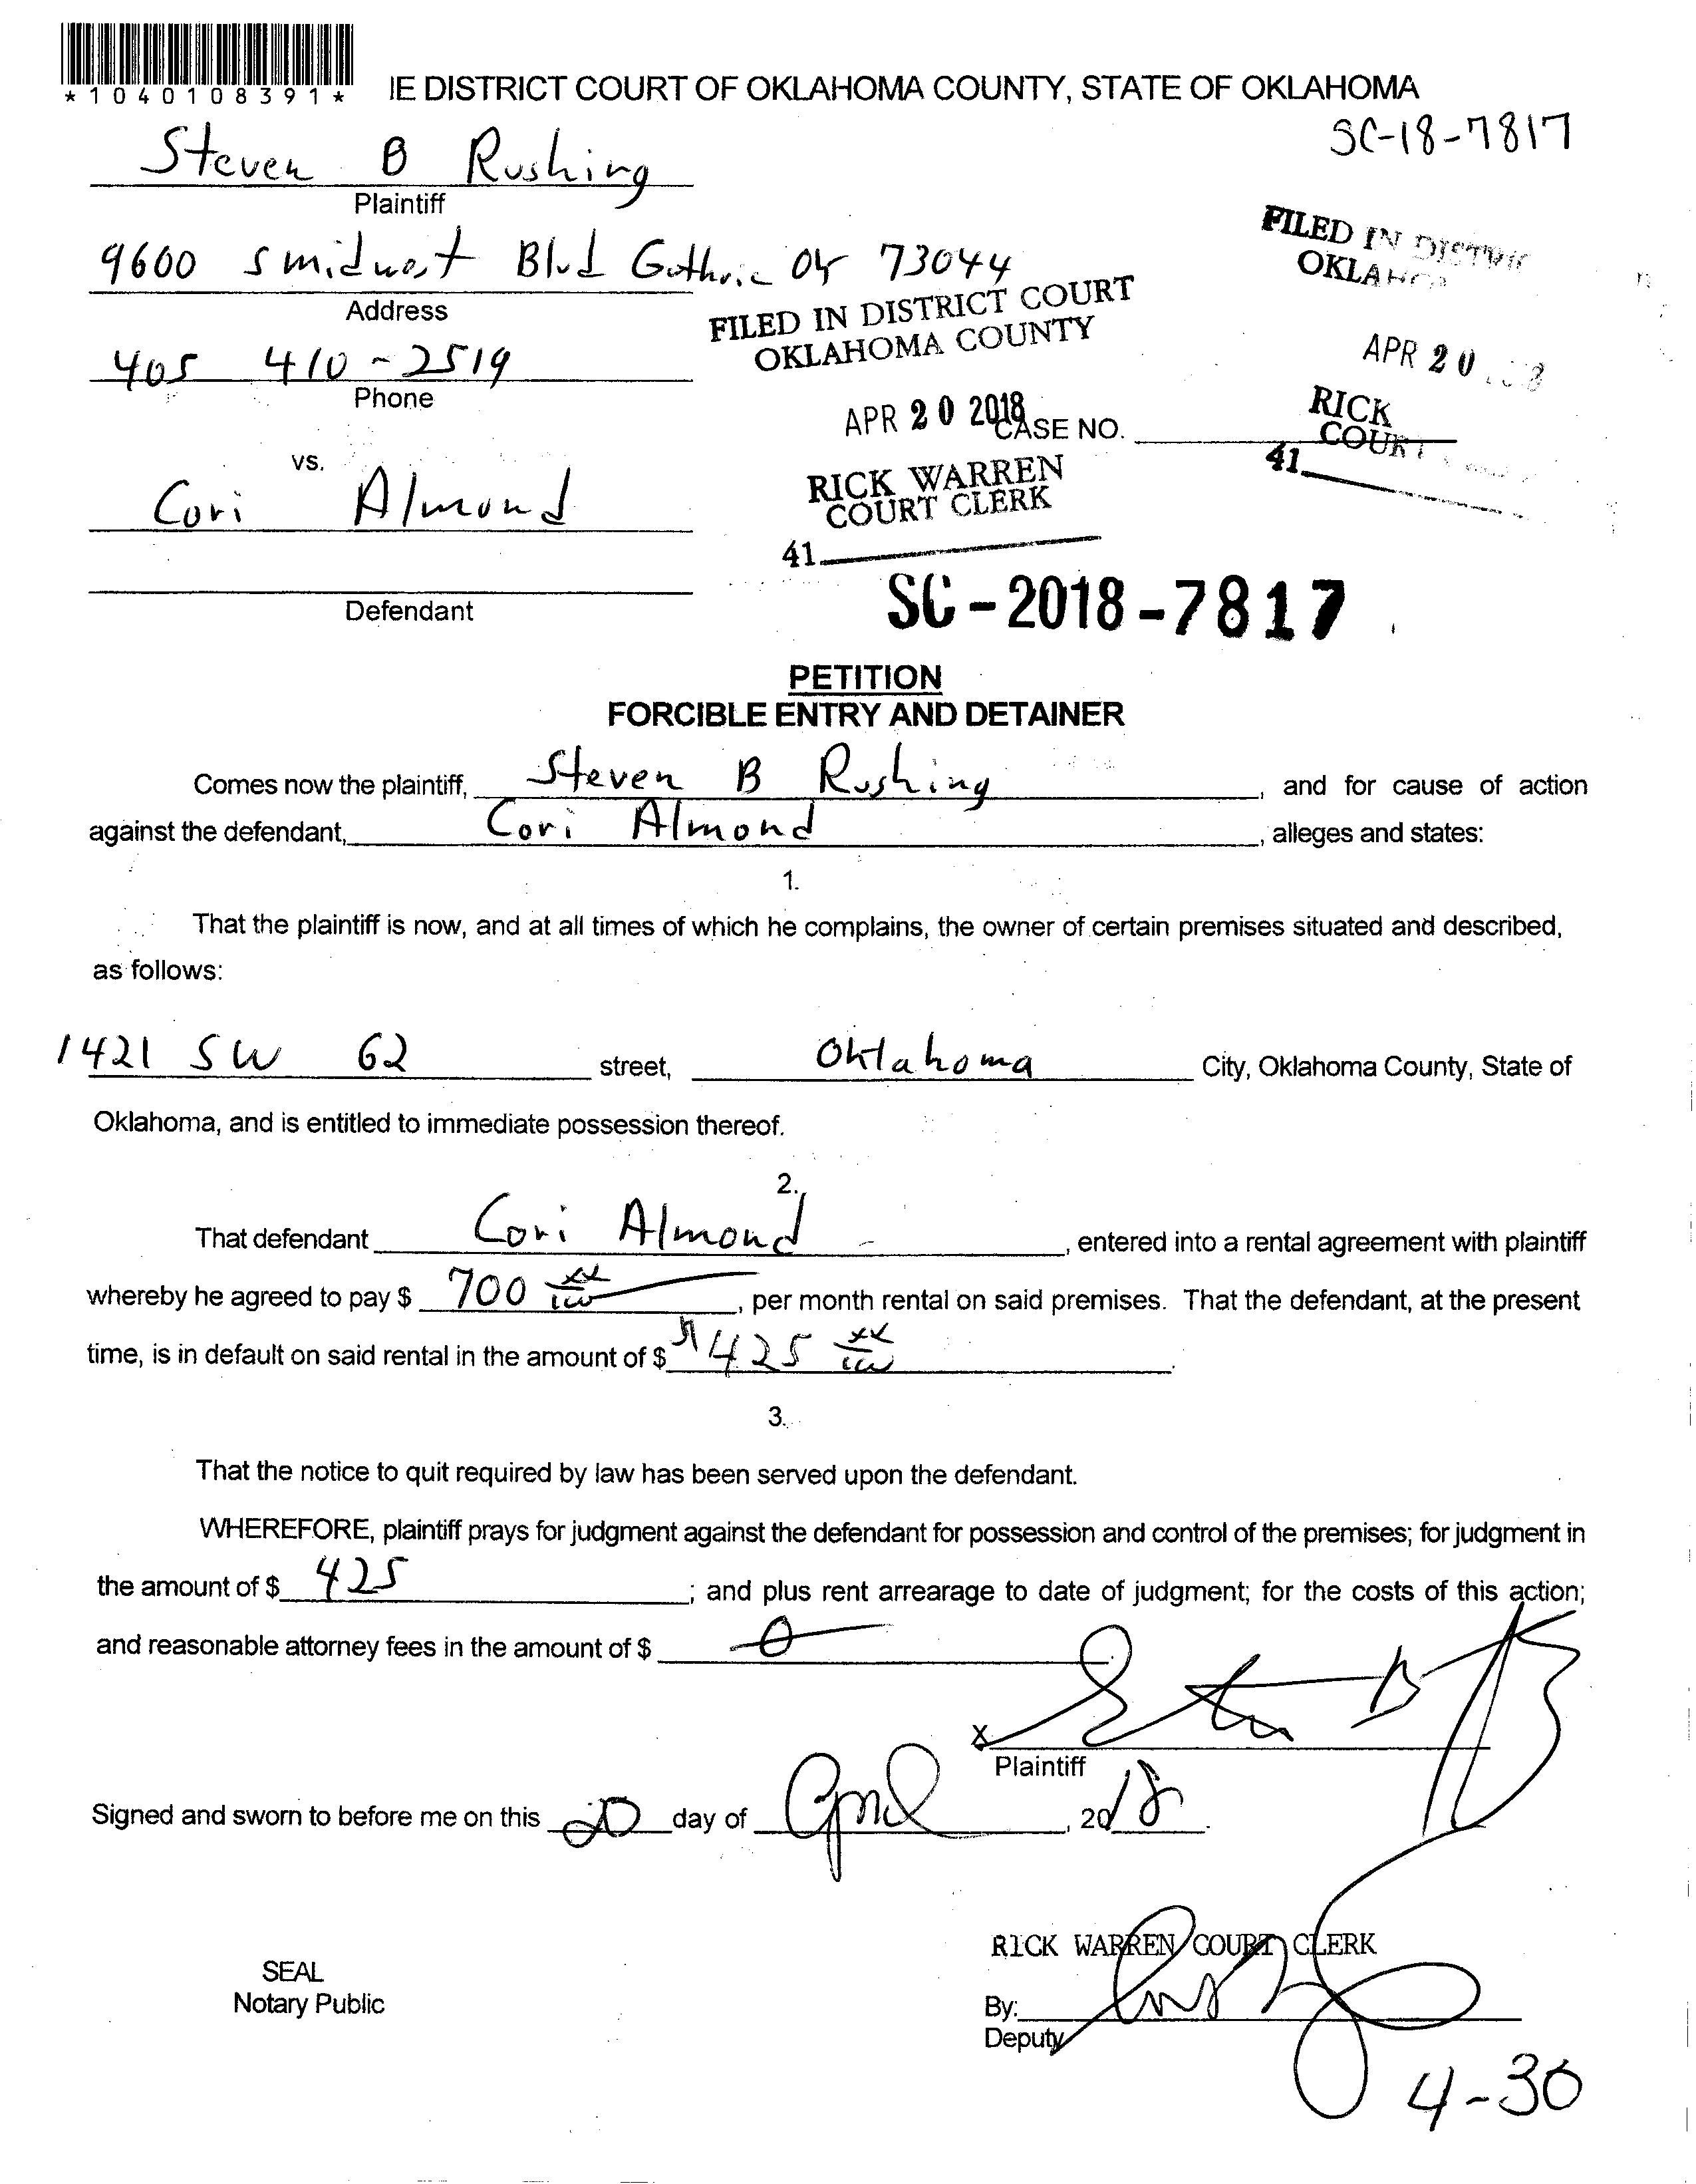 *1040108391*
IE DISTRICT COURT OF OKLAHOMA COUNTY, STATE OF OKLAHOMA
SC-18-7817
Steven B Rushing
Plaintiff
9600 S midwest Blvd Guthrie Ok 73044
Address
405 410-2519
Phone
FILED IN DISTRICT COURT
OKLAHOMA COUNTY
APR 20 2018
RICK WARREN
COURT CLERK
41
FILED IN
APR 20
RICK
41
CASE NO.
vs.
Cori Almond
Defendant
SC-2018-7817
PETITION
FORCIBLE ENTRY AND DETAINER
Comes now the plaintiff, Steven B Rushing, and for cause of action
against the defendant, Cori Almond, alleges and states:
1.
That the plaintiff is now, and at all times of which he complains, the owner of certain premises situated and described,
as follows:
1421 SW 62 street, Oklahoma City, Oklahoma County, State of
Oklahoma, and is entitled to immediate possession thereof.
2.
That defendant Cori Almond, entered into a rental agreement with plaintiff
whereby he agreed to pay $ 700 xx/100, per month rental on said premises. That the defendant, at the present
time, is in default on said rental in the amount of $ $425 xx/100.
3.
That the notice to quit required by law has been served upon the defendant.
WHEREFORE, plaintiff prays for judgment against the defendant for possession and control of the premises; for judgment in
the amount of $ 425; and plus rent arrearage to date of judgment; for the costs of this action;
and reasonable attorney fees in the amount of $ 0.
X
Plaintiff
Signed and sworn to before me on this 20 day of April, 2018.
SEAL
Notary Public
RICK WARREN COURT CLERK
By:
Deputy
4-30